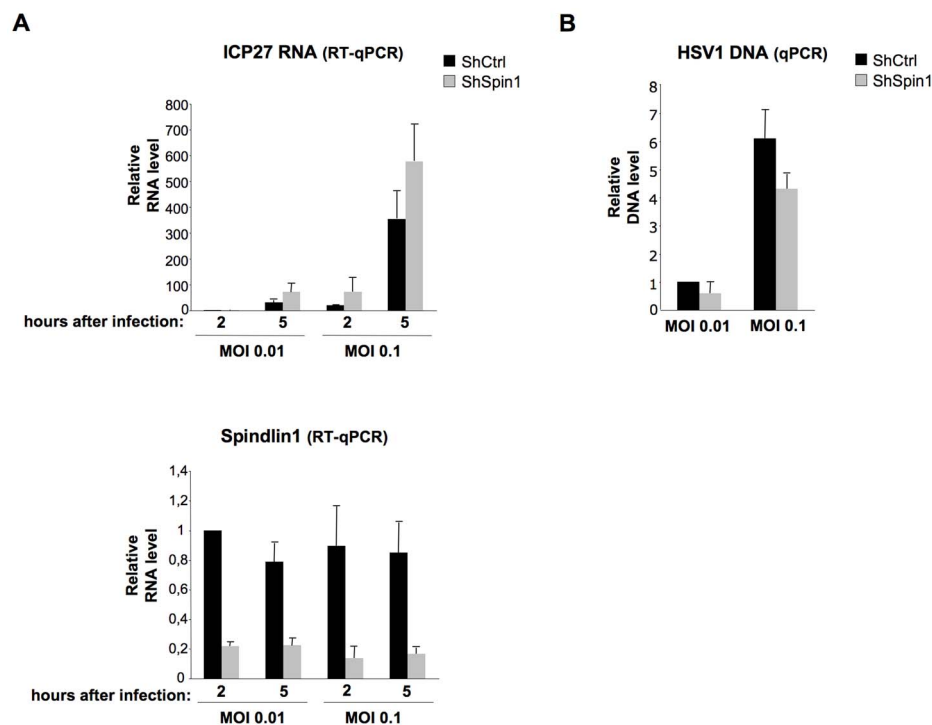 A
ICP27 RNA (RT-qPCR)
ShCtrl
ShSpin1
Relative
RNA level
800
700
600
500
400
300
200
100
0
hours after infection: 2 5 2 5
MOI 0.01 MOI 0.1
B
HSV1 DNA (qPCR)
ShCtrl
ShSpin1
Relative
DNA level
8
7
6
5
4
3
2
1
0
MOI 0.01 MOI 0.1
Spindlin1 (RT-qPCR)
Relative
RNA level
1,4
1,2
1
0,8
0,6
0,4
0,2
0
hours after infection: 2 5 2 5
MOI 0.01 MOI 0.1